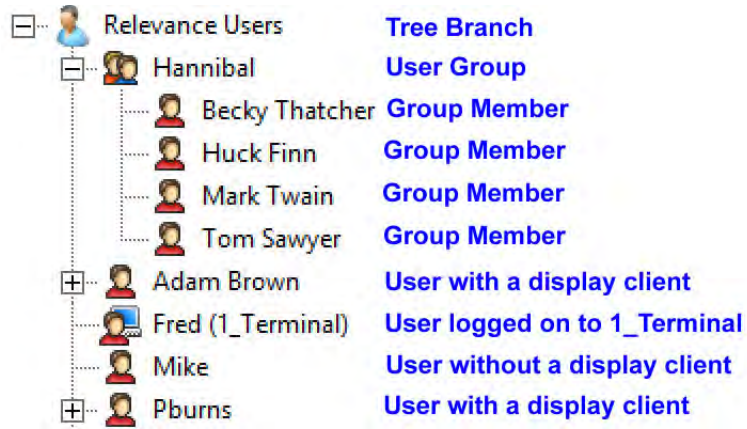 Relevance Users Tree Branch
Hannibal User Group
Becky Thatcher Group Member
Huck Finn Group Member
Mark Twain Group Member
Tom Sawyer Group Member
Adam Brown User with a display client
Fred (1_Terminal) User logged on to 1_Terminal
Mike User without a display client
Pburns User with a display client